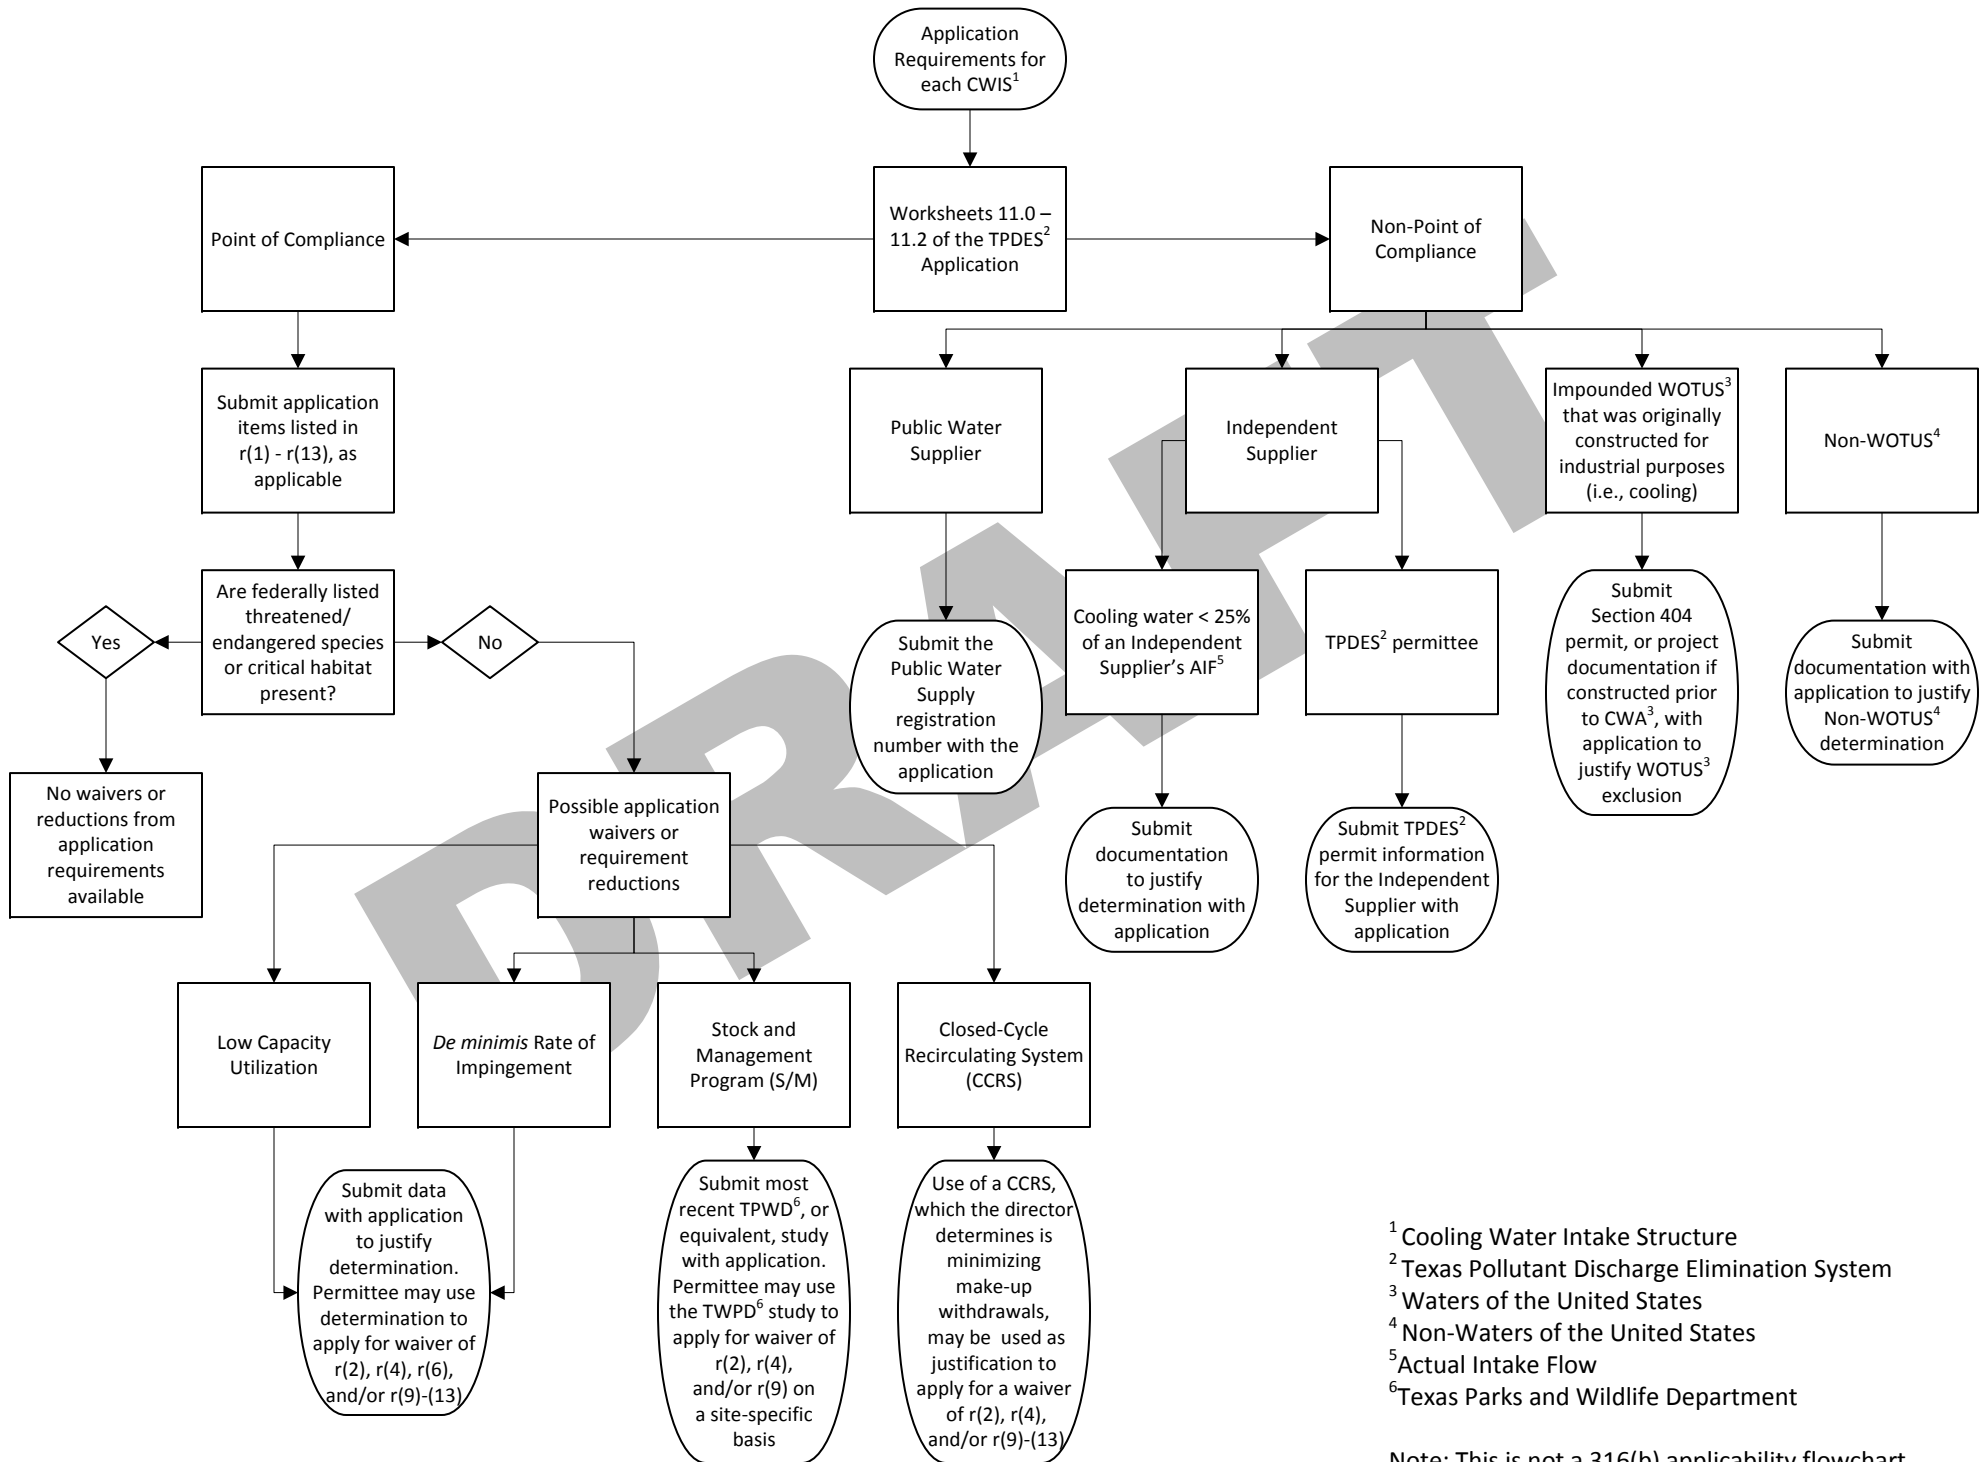 Application
Requirements for
each CWIS¹
Point of Compliance
Worksheets 11.0 –
11.2 of the TPDES²
Application
Non-Point of
Compliance
Submit application
items listed in
r(1) - r(13), as
applicable
Public Water
Supplier
Independent
Supplier
Impounded WOTUS³
that was originally
constructed for
industrial purposes
(i.e., cooling)
Non-WOTUS⁴
Yes
Are federally listed
threatened/
endangered species
or critical habitat
present?
No
Submit the
Public Water
Supply
registration
number with the
application
Cooling water < 25%
of an Independent
Supplier’s AIF⁵
TPDES² permittee
Submit
Section 404
permit, or project
documentation if
constructed prior
to CWA³, with
application to
justify WOTUS³
exclusion
Submit
documentation with
application to justify
Non-WOTUS⁴
determination
No waivers or
reductions from
application
requirements
available
Possible application
waivers or
requirement
reductions
Submit
documentation
to justify
determination with
application
Submit TPDES²
permit information
for the Independent
Supplier with
application
Low Capacity
Utilization
De minimis Rate of
Impingement
Stock and
Management
Program (S/M)
Closed-Cycle
Recirculating System
(CCRS)
Submit data
with application
to justify
determination.
Permittee may use
determination to
apply for waiver of
r(2), r(4), r(6),
and/or r(9)-(13)
Submit most
recent TPWD⁶, or
equivalent, study
with application.
Permittee may use
the TWPD⁶ study to
apply for waiver of
r(2), r(4),
and/or r(9) on
a site-specific
basis
Use of a CCRS,
which the director
determines is
minimizing
make-up
withdrawals,
may be used as
justification to
apply for a waiver
of r(2), r(4),
and/or r(9)-(13)
¹ Cooling Water Intake Structure
² Texas Pollutant Discharge Elimination System
³ Waters of the United States
⁴ Non-Waters of the United States
⁵Actual Intake Flow
⁶Texas Parks and Wildlife Department
Note: This is not a 316(b) applicability flowchart
DRAFT